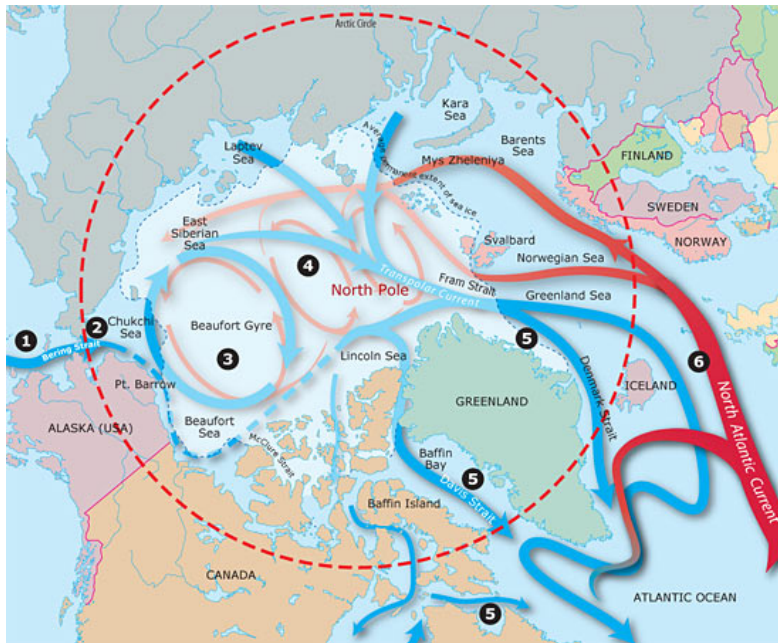 Arctic Circle
Kara
Sea
Barents
Sea
Average permanent extent of sea ice
Mys Zheleniya
Laptev
Sea
FINLAND
SWEDEN
NORWAY
East
Siberian
Sea
Svalbard
Norwegian Sea
4
Transpolar Current
Fram Strait
North Pole
Greenland Sea
1
2
Chukchi
Sea
Bering Strait
Beaufort Gyre
3
Lincoln Sea
5
Denmark Strait
6
North Atlantic Current
Pt. Barrow
ICELAND
GREENLAND
ALASKA (USA)
Beaufort
Sea
McClure Strait
Baffin
Bay
5
Davis Strait
Baffin Island
CANADA
5
ATLANTIC OCEAN